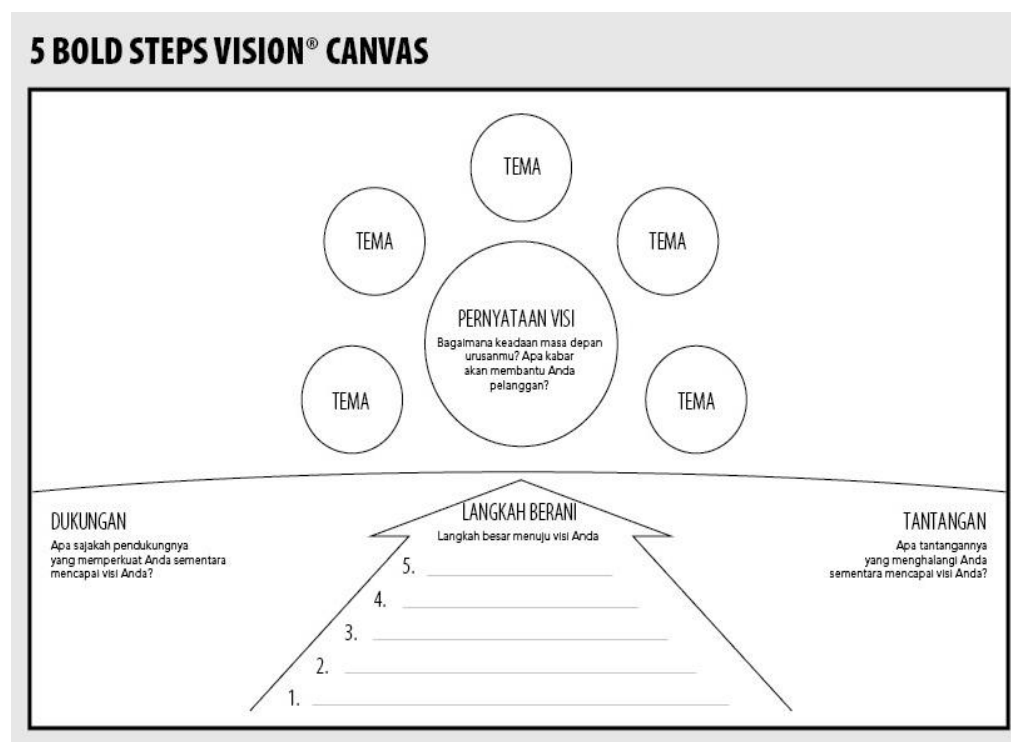 5 BOLD STEPS VISION® CANVAS
TEMA
TEMA
TEMA
PERNYATAAN VISI
Bagaimana keadaan masa depan
urusanmu? Apa kabar
akan membantu Anda
pelanggan?
TEMA
TEMA
DUKUNGAN
Apa sajakah pendukungnya
yang memperkuat Anda sementara
mencapai visi Anda?
LANGKAH BERANI
Langkah besar menuju visi Anda
5.
4.
3.
2.
1.
TANTANGAN
Apa tantangannya
yang menghalangi Anda
sementara mencapai visi Anda?